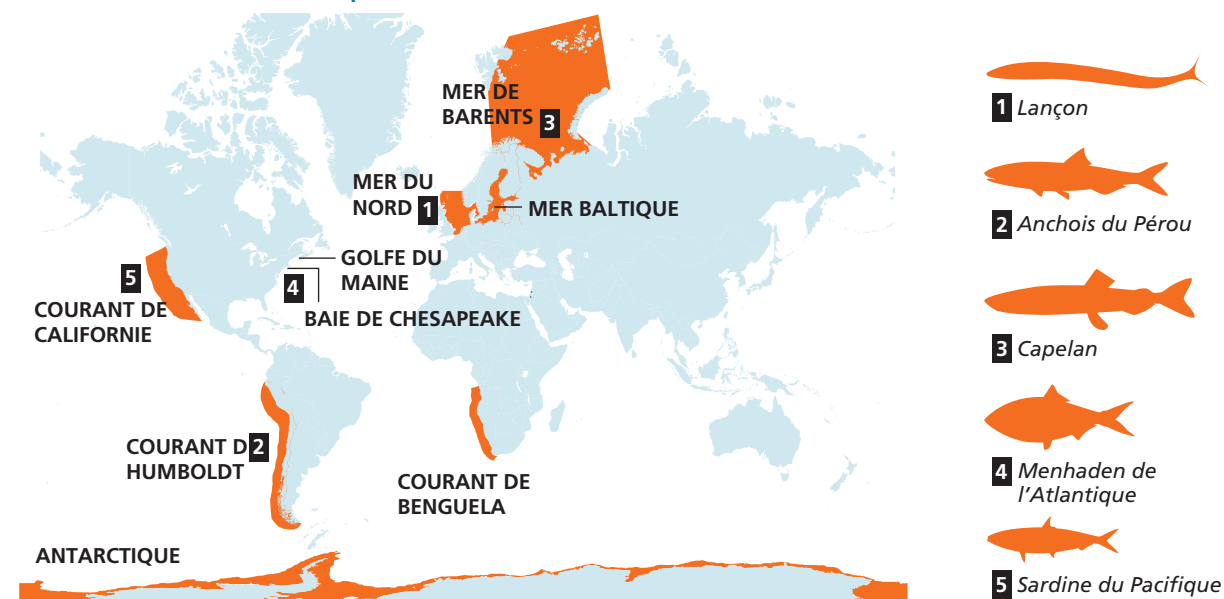 MER DE
BARENTS 3
MER DU
NORD 1
MER BALTIQUE
GOLFE DU
MAINE
4
BAIE DE CHESAPEAKE
5
COURANT DE
CALIFORNIE
COURANT D 2
HUMBOLDT
COURANT DE
BENGUELA
ANTARCTIQUE
1 Lançon
2 Anchois du Pérou
3 Capelan
4 Menhaden de
l'Atlantique
5 Sardine du Pacifique